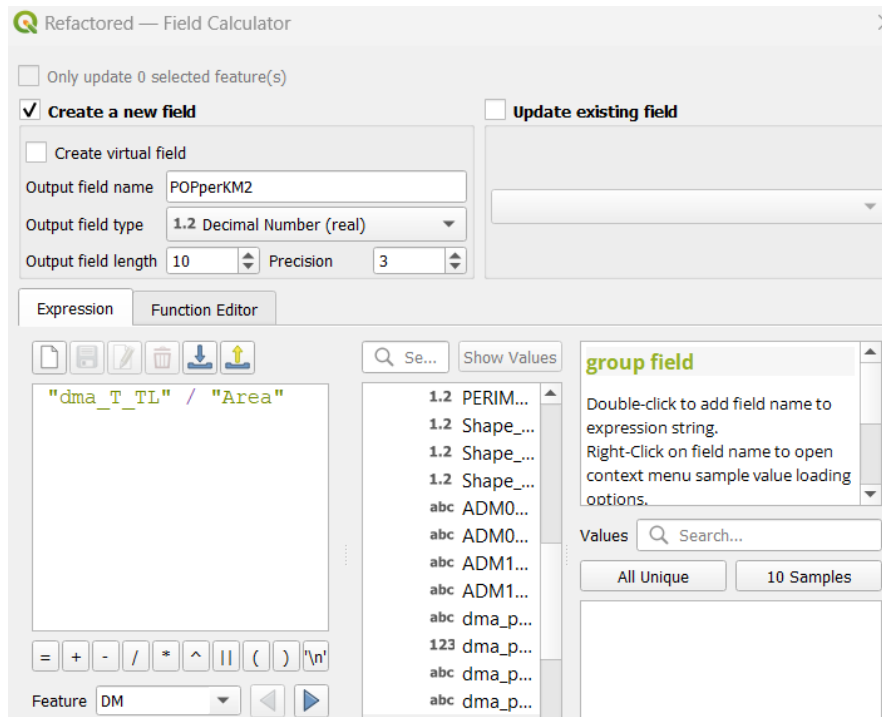 Refactored — Field Calculator
Only update 0 selected feature(s)
Create a new field
Update existing field
Create virtual field
Output field name POPperKM2
Output field type 1.2 Decimal Number (real)
Output field length 10 Precision 3
Expression Function Editor
Se... Show Values
"dma_T_TL" / "Area"
1.2 PERIM...
1.2 Shape_...
1.2 Shape_...
1.2 Shape_...
abc ADM0...
abc ADM0...
abc ADM1...
abc ADM1...
abc dma_p...
123 dma_p...
abc dma_p...
abc dma_p...
group field
Double-click to add field name to
expression string.
Right-Click on field name to open
context menu sample value loading
options.
Values Search...
All Unique 10 Samples
= + - / * ^ || ( ) '\n'
Feature DM